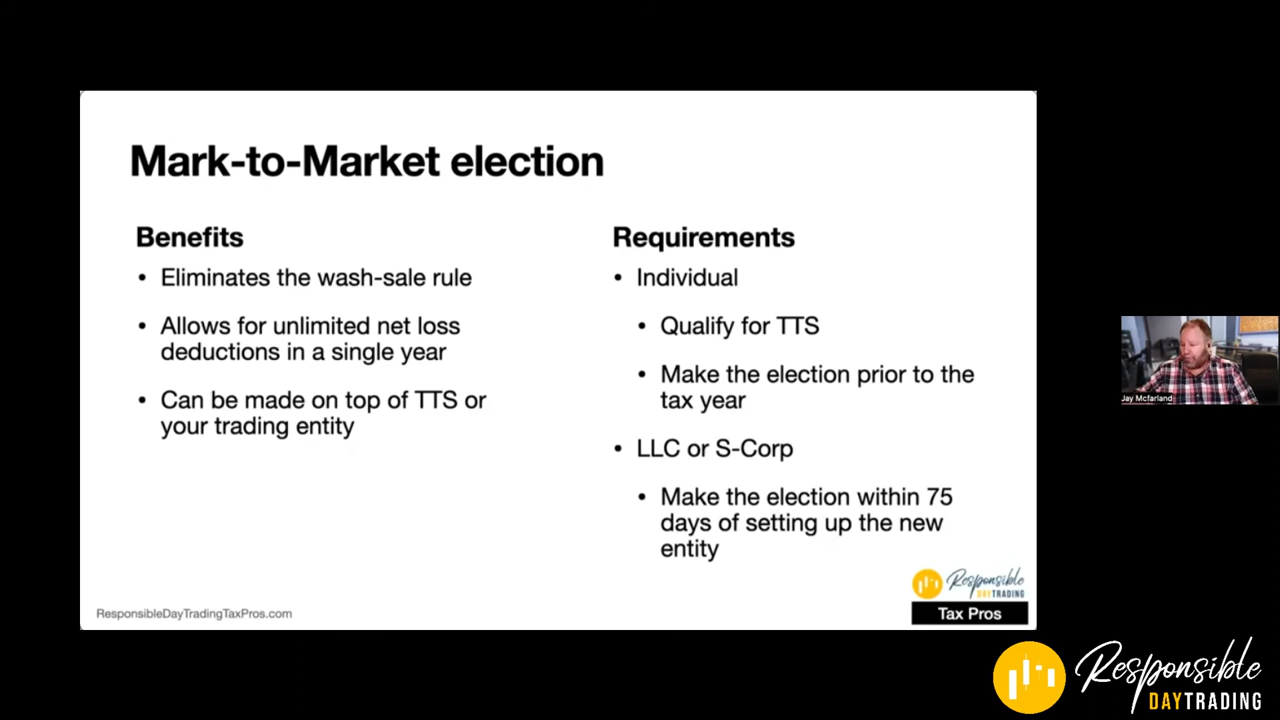 Mark-to-Market election
Benefits
• Eliminates the wash-sale rule
• Allows for unlimited net loss
deductions in a single year
• Can be made on top of TTS or
your trading entity
Requirements
• Individual
• Qualify for TTS
• Make the election prior to the
tax year
• LLC or S-Corp
• Make the election within 75
days of setting up the new
entity
ResponsibleDayTradingTaxPros.com
Responsible
DAYTRADING
Tax Pros
Jay Mcfarland
Responsible
DAYTRADING